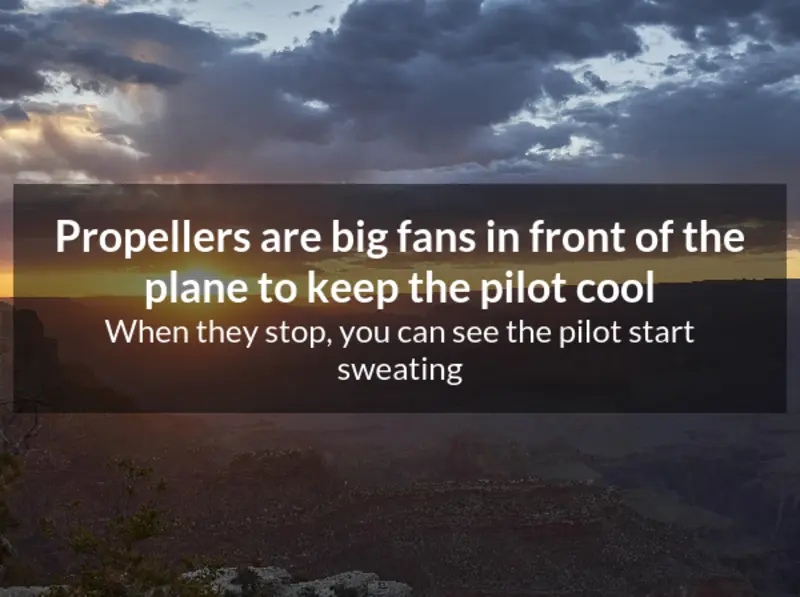 Propellers are big fans in front of the
plane to keep the pilot cool
When they stop, you can see the pilot start
sweating